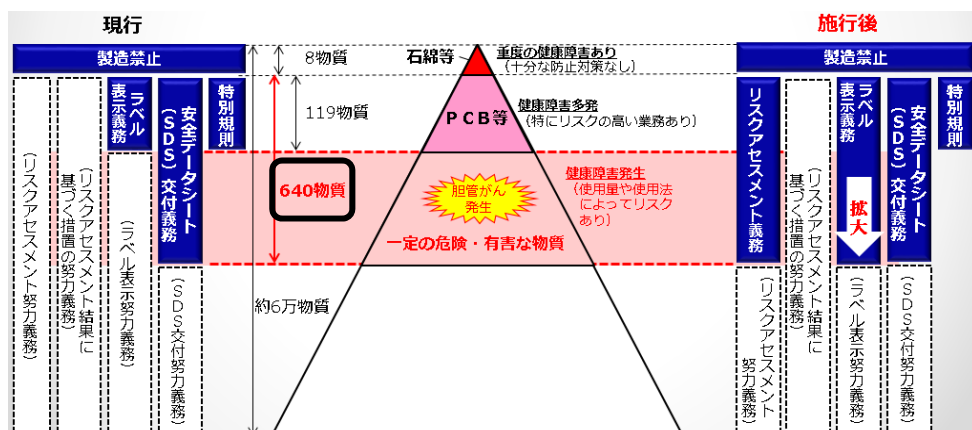 現行
施行後
製造禁止
8物質
石綿等
重度の健康障害あり
(十分な防止対策なし)
製造禁止
ラベル
表示義務
安全データシート
(SDS)交付義務
特別規則
119物質
PCB等
健康障害多発
(特にリスクの高い業務あり)
リスクアセスメント義務
ラベル
表示義務
拡大
安全データシート
(SDS)交付義務
特別規則
640物質
胆管がん
発生
健康障害発生
(使用量や使用法
によってリスク
あり)
一定の危険・有害な物質
約6万物質
(リスクアセスメント努力義務)
(リスクアセスメント結果に
基づく措置の努力義務)
(ラベル表示努力義務)
(SDS交付努力義務)
(リスクアセスメント
努力義務)
(リスクアセスメント結果に
基づく措置の努力義務)
(ラベル表示努力義務)
(SDS交付努力義務)